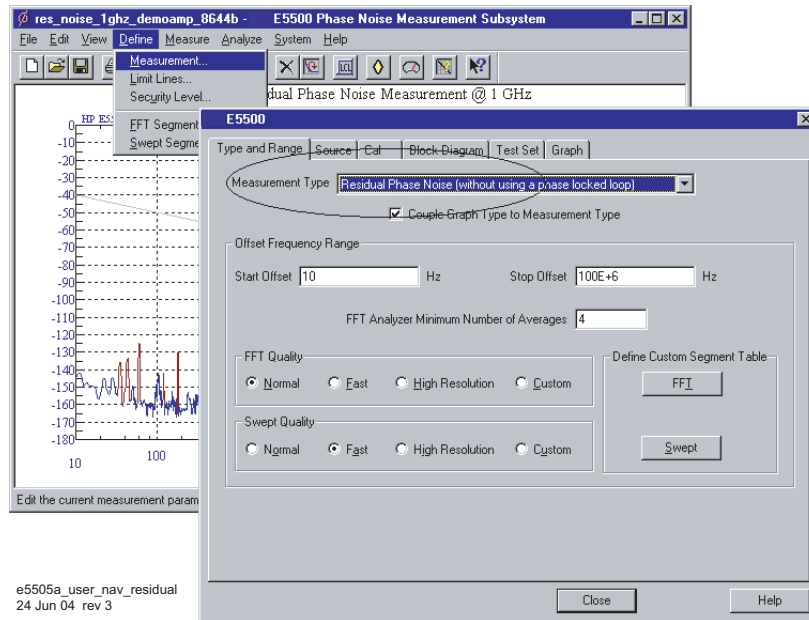 res_noise_1ghz_demoamp_8644b - E5500 Phase Noise Measurement Subsystem
File Edit View Define Measure Analyze System Help
Measurement...
Limit Lines...
Security Level...
FFT Segment
Swept Segme
dual Phase Noise Measurement @ 1 GHz
HP E5
0
-10
-20
-30
-40
-50
-60
-70
-80
-90
-100
-110
-120
-130
-140
-150
-160
-170
-180
10 100
Edit the current measurement param
E5500
Type and Range Source Cal Block Diagram Test Set Graph
Measurement Type Residual Phase Noise (without using a phase locked loop)
Couple Graph Type to Measurement Type
Offset Frequency Range
Start Offset 10 Hz Stop Offset 100E+6 Hz
FFT Analyzer Minimum Number of Averages 4
FFT Quality
Normal Fast High Resolution Custom
Define Custom Segment Table
FFT
Swept Quality
Normal Fast High Resolution Custom
Swept
Close Help
e5505a_user_nav_residual
24 Jun 04 rev 3